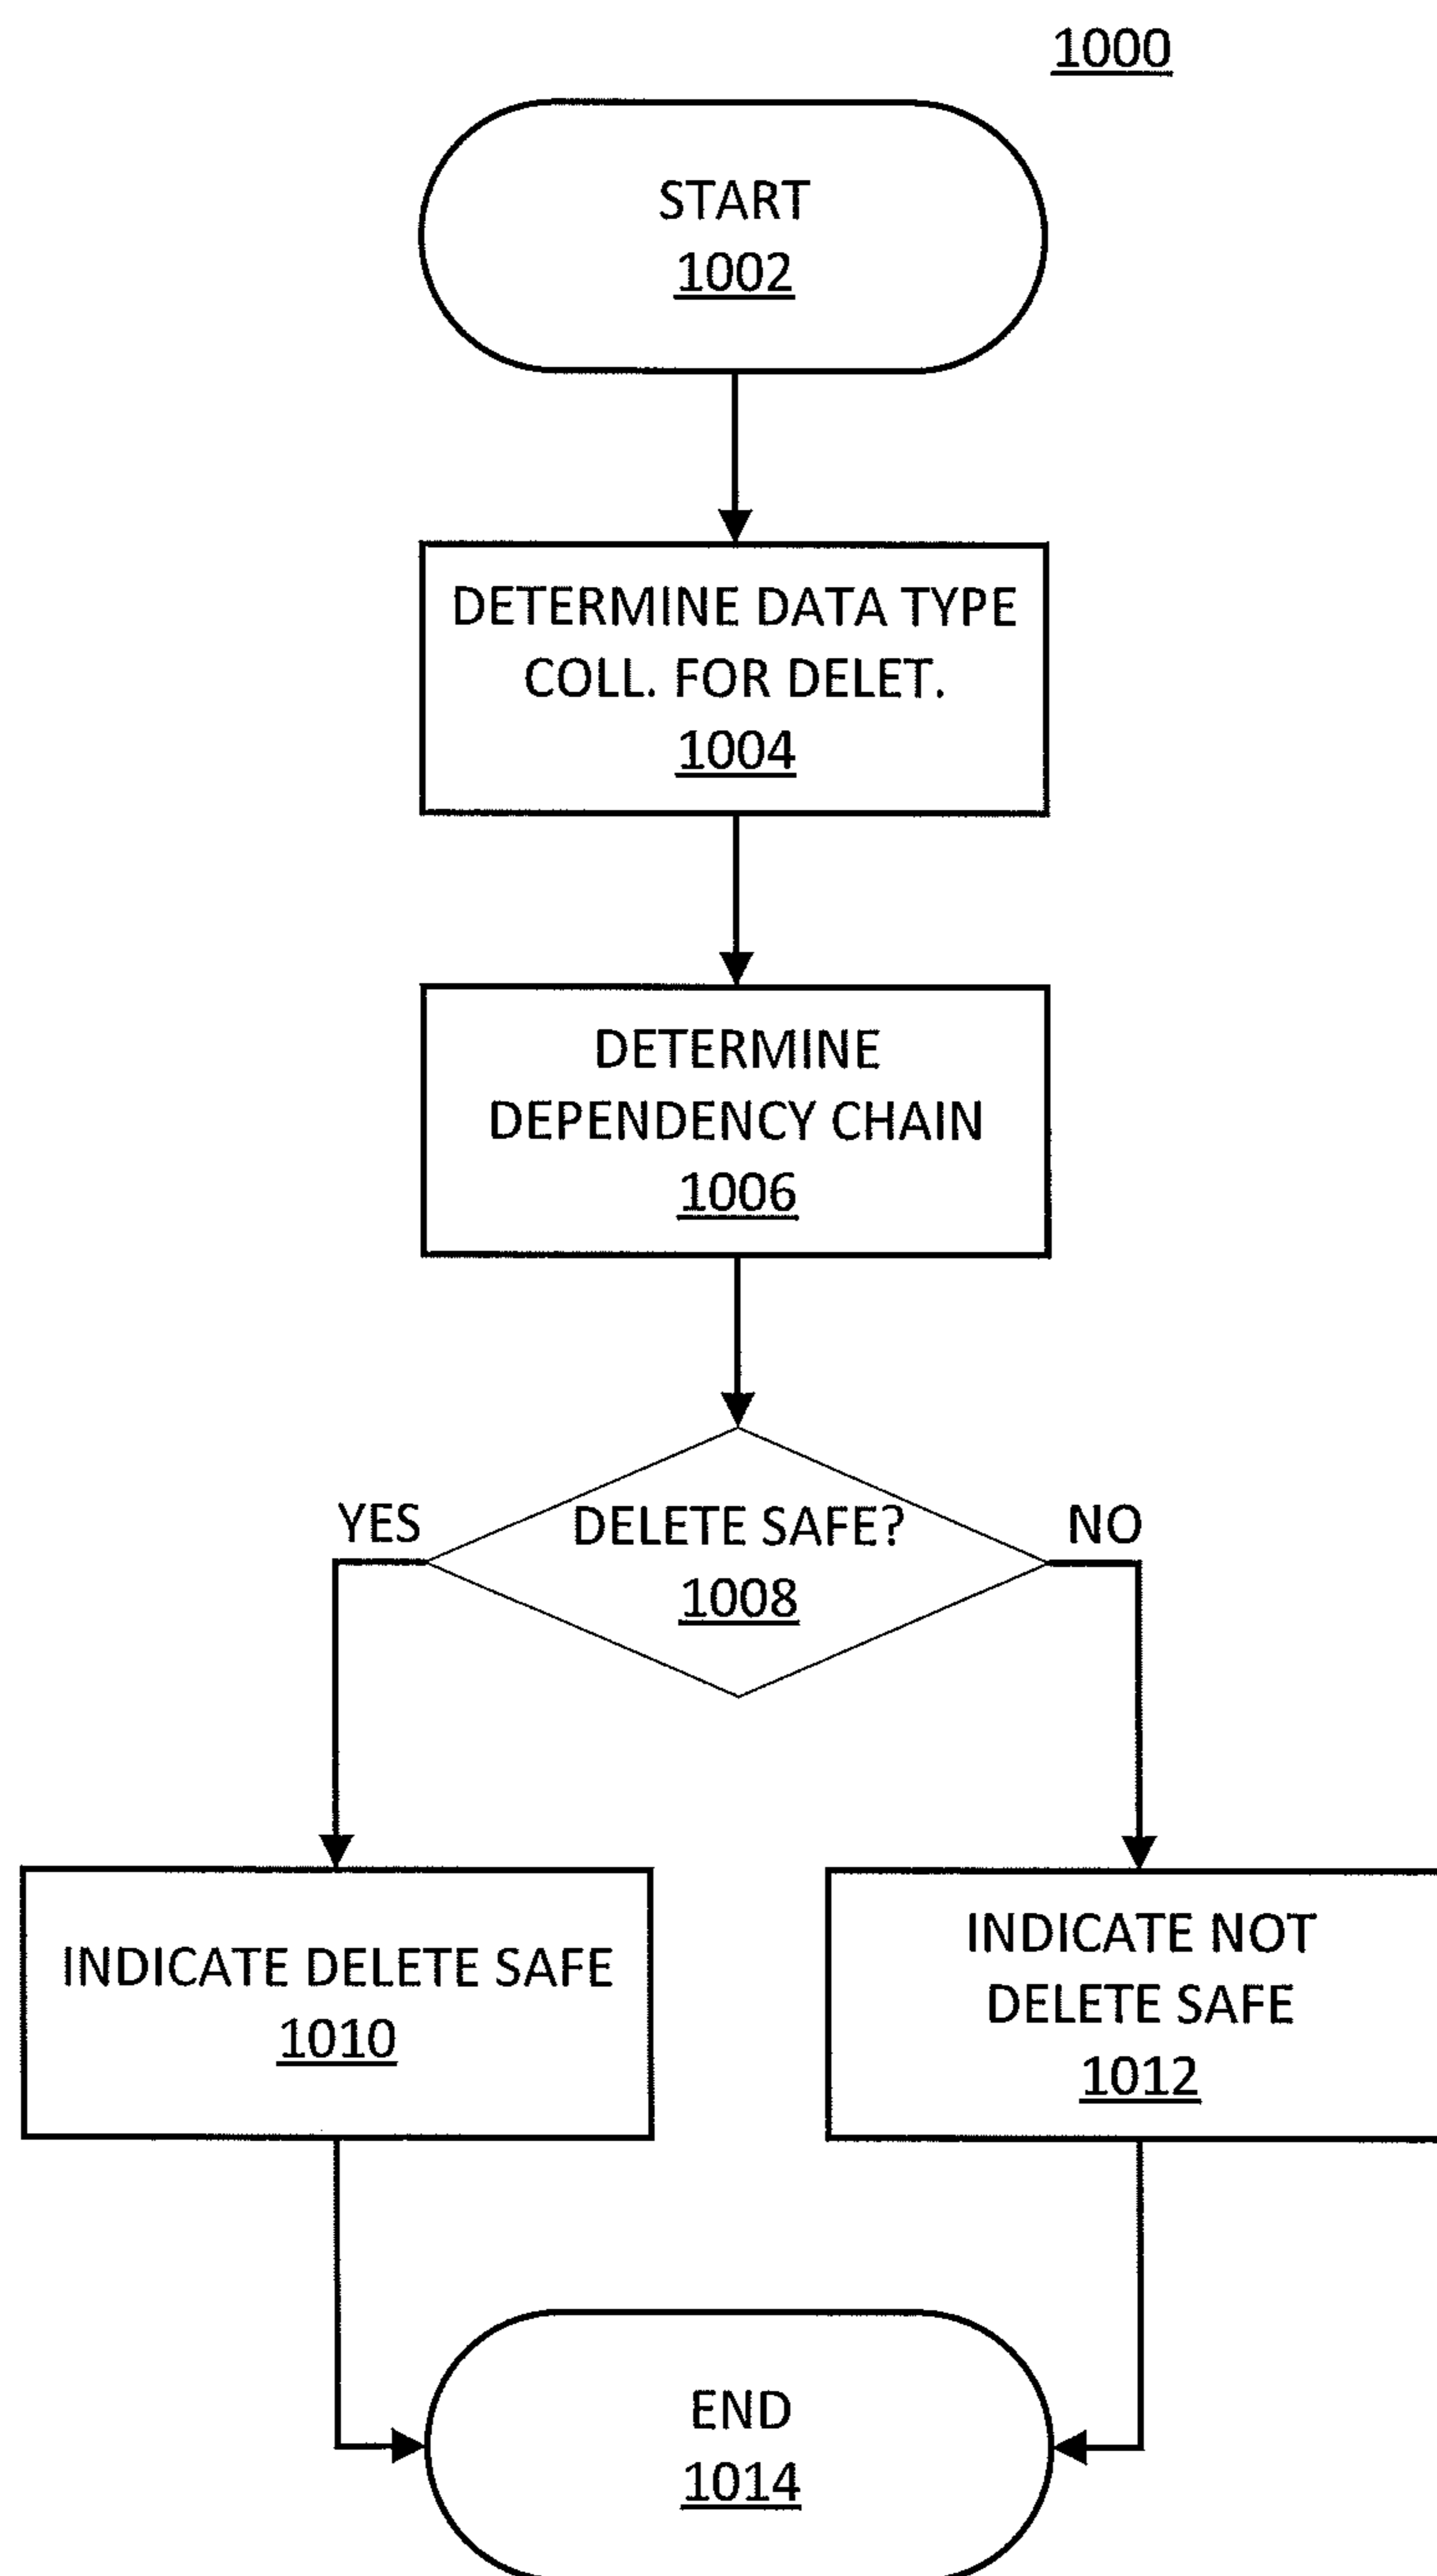 1000
START
1002
DETERMINE DATA TYPE
COLL. FOR DELET.
1004
DETERMINE
DEPENDENCY CHAIN
1006
YES
DELETE SAFE?
NO
1008
INDICATE DELETE SAFE
1010
INDICATE NOT
DELETE SAFE
1012
END
1014